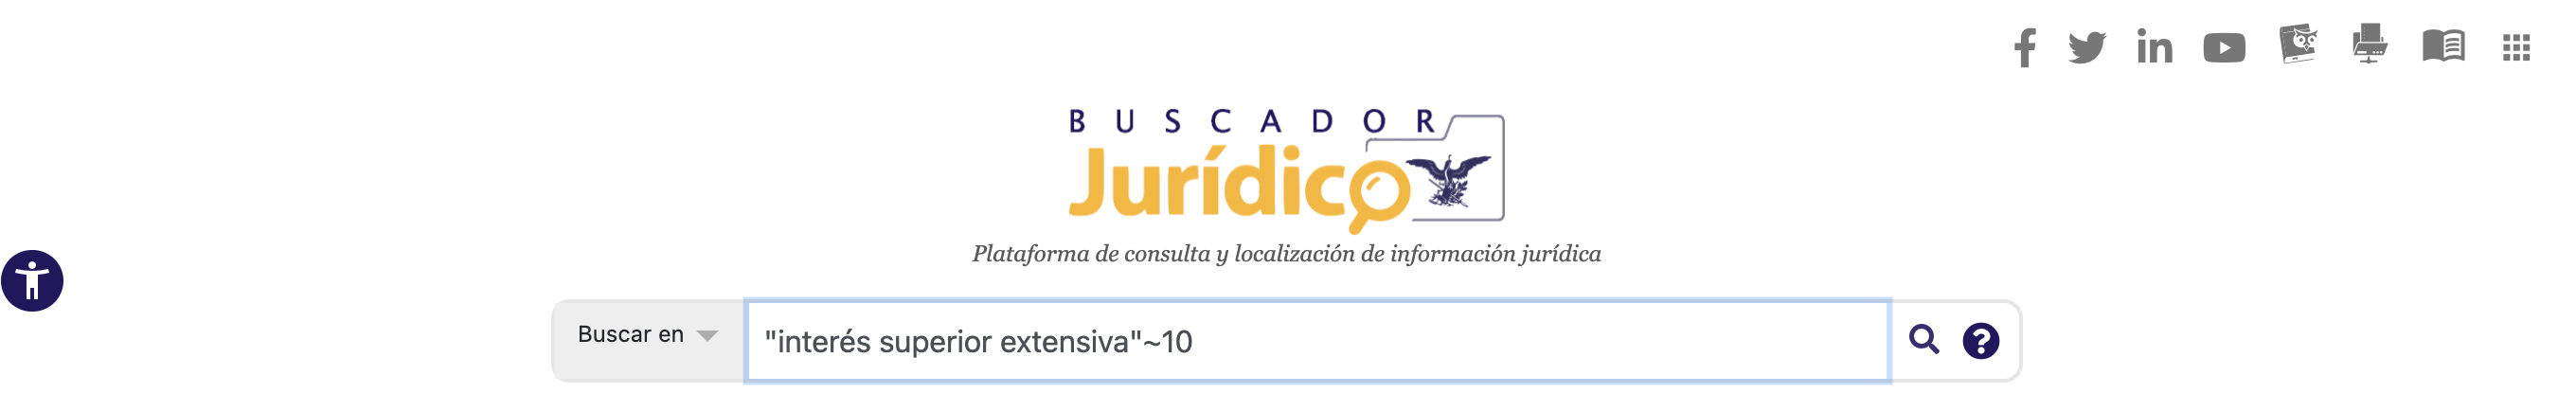 BUSCADOR
Jurídico
Plataforma de consulta y localización de información jurídica
Buscar en
"interés superior extensiva"~10